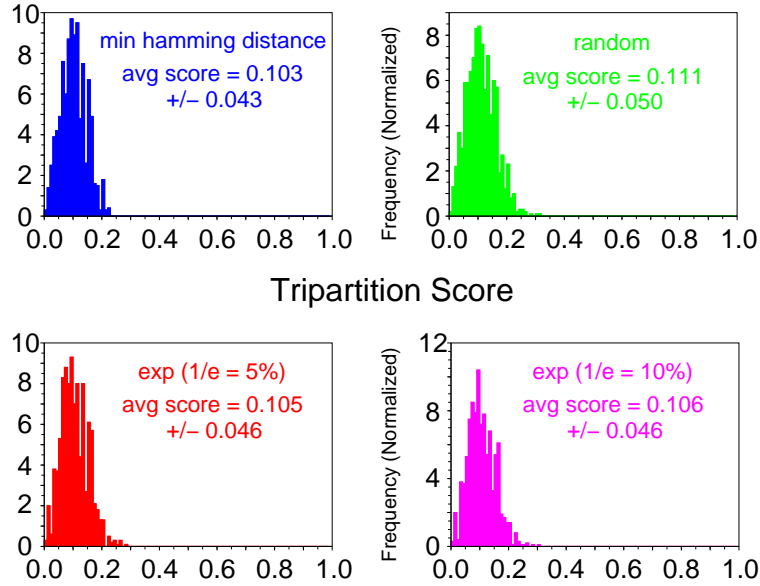 10
8
6
4
2
0
min hamming distance
avg score = 0.103
+/− 0.043
0.0 0.2 0.4 0.6 0.8 1.0
Frequency (Normalized)
8
6
4
2
0
random
avg score = 0.111
+/− 0.050
0.0 0.2 0.4 0.6 0.8 1.0
Tripartition Score
10
8
6
4
2
0
exp (1/e = 5%)
avg score = 0.105
+/− 0.046
0.0 0.2 0.4 0.6 0.8 1.0
Frequency (Normalized)
12
8
4
0
exp (1/e = 10%)
avg score = 0.106
+/− 0.046
0.0 0.2 0.4 0.6 0.8 1.0